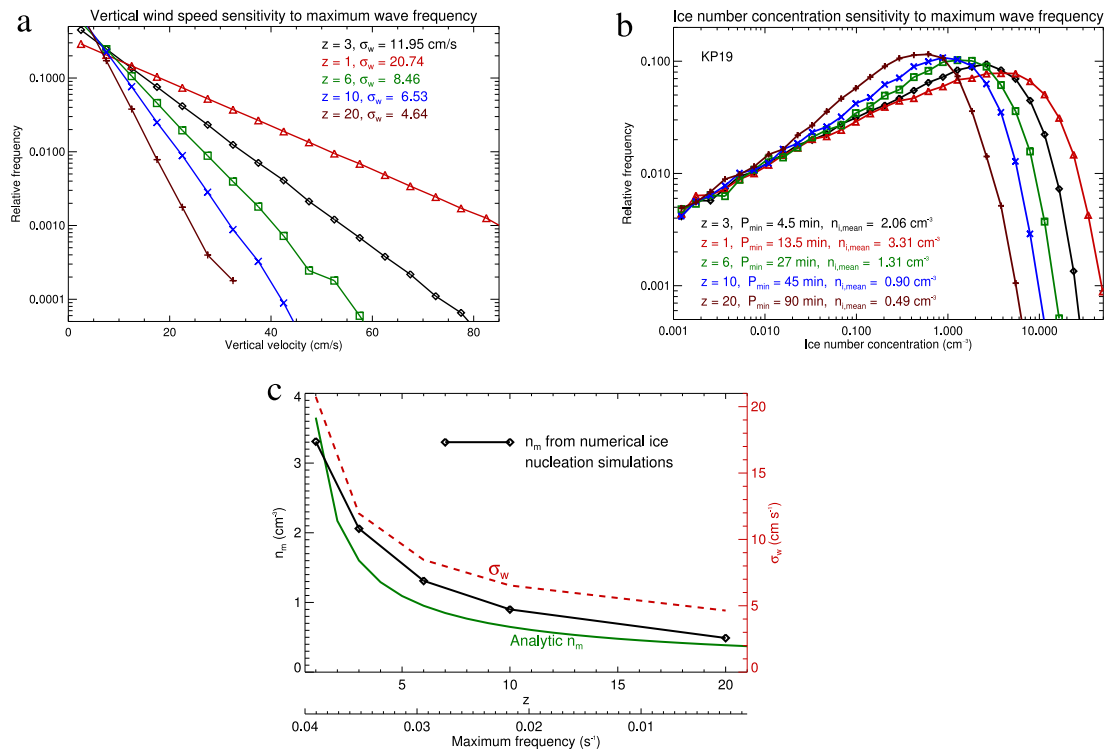 a
Vertical wind speed sensitivity to maximum wave frequency
z = 3, σw = 11.95 cm/s
z = 1, σw = 20.74
z = 6, σw = 8.46
z = 10, σw = 6.53
z = 20, σw = 4.64
0.1000
0.0100
0.0010
0.0001
Relative frequency
0 20 40 60 80
Vertical velocity (cm/s)
b
Ice number concentration sensitivity to maximum wave frequency
KP19
z = 3, Pmin = 4.5 min, ni,mean = 2.06 cm-3
z = 1, Pmin = 13.5 min, ni,mean = 3.31 cm-3
z = 6, Pmin = 27 min, ni,mean = 1.31 cm-3
z = 10, Pmin = 45 min, ni,mean = 0.90 cm-3
z = 20, Pmin = 90 min, ni,mean = 0.49 cm-3
0.100
0.010
0.001
Relative frequency
0.001 0.010 0.100 1.000 10.000
Ice number concentration (cm-3)
c
nm from numerical ice
nucleation simulations
σw
Analytic nm
4
3
2
1
0
nm (cm-3)
20
15
10
5
0
σw (cm s-1)
5 10 15 20
z
0.04 0.03 0.02 0.01
Maximum frequency (s-1)